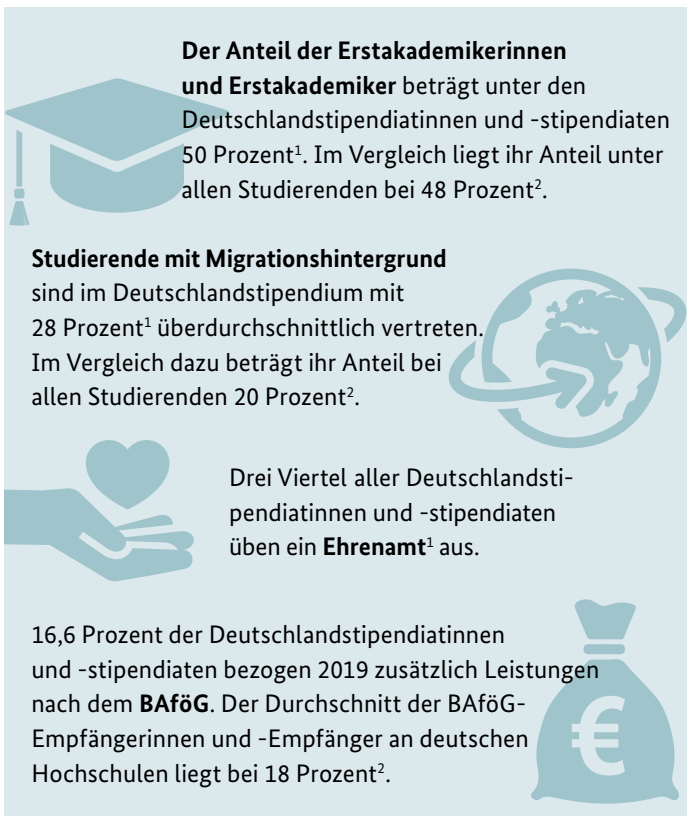 Der Anteil der Erstakademikerinnen
und Erstakademiker beträgt unter den
Deutschlandstipendiatinnen und -stipendiaten
50 Prozent¹. Im Vergleich liegt ihr Anteil unter
allen Studierenden bei 48 Prozent².
Studierende mit Migrationshintergrund
sind im Deutschlandstipendium mit
28 Prozent¹ überdurchschnittlich vertreten.
Im Vergleich dazu beträgt ihr Anteil bei
allen Studierenden 20 Prozent².
Drei Viertel aller Deutschlandsti-
pendiatinnen und -stipendiaten
üben ein Ehrenamt¹ aus.
16,6 Prozent der Deutschlandstipendiatinnen
und -stipendiaten bezogen 2019 zusätzlich Leistungen
nach dem BAföG. Der Durchschnitt der BAföG-
Empfängerinnen und -Empfänger an deutschen
Hochschulen liegt bei 18 Prozent².
€